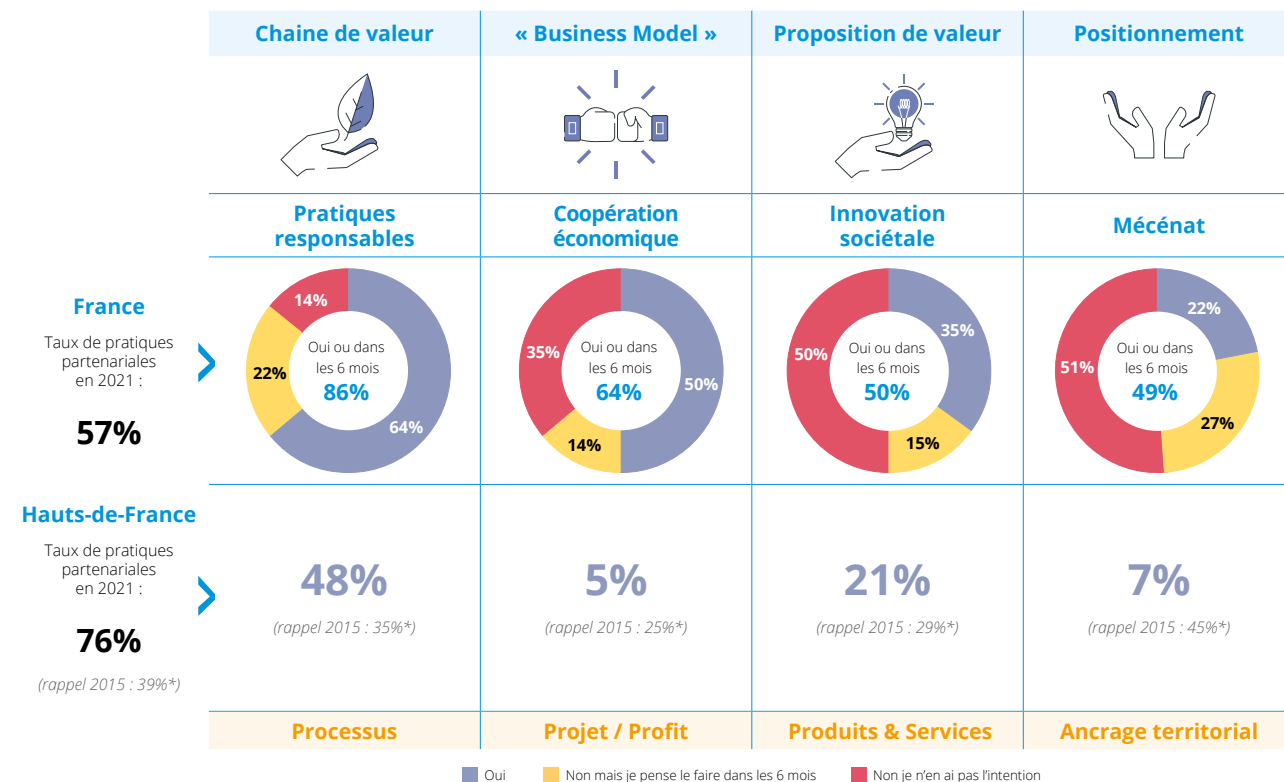 Chaine de valeur
« Business Model »
Proposition de valeur
Positionnement
Pratiques
responsables
Coopération
économique
Innovation
sociétale
Mécénat
France
Taux de pratiques
partenariales
en 2021 :
57%
14%
22%
64%
Oui ou dans
les 6 mois
86%
35%
14%
50%
Oui ou dans
les 6 mois
64%
50%
35%
15%
Oui ou dans
les 6 mois
50%
22%
51%
27%
Oui ou dans
les 6 mois
49%
Hauts-de-France
Taux de pratiques
partenariales
en 2021 :
76%
(rappel 2015 : 39%*)
48%
(rappel 2015 : 35%*)
5%
(rappel 2015 : 25%*)
21%
(rappel 2015 : 29%*)
7%
(rappel 2015 : 45%*)
Processus
Projet / Profit
Produits & Services
Ancrage territorial
Oui
Non mais je pense le faire dans les 6 mois
Non je n'en ai pas l'intention